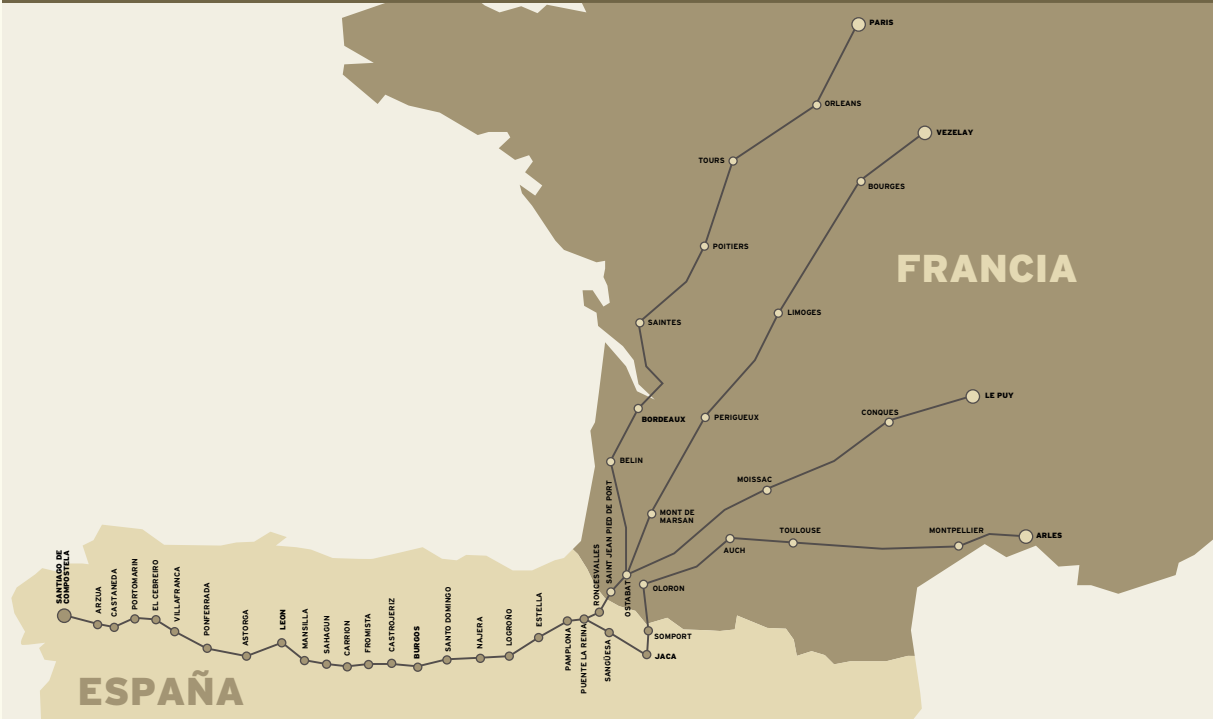 PARIS
ORLEANS
VEZELAY
TOURS
BOURGES
POITIERS
FRANCIA
LIMOGES
SAINTES
LE PUY
CONQUES
PERIGUEUX
BORDEAUX
BELIN
MOISSAC
MONT DE
MARSAN
TOULOUSE
MONTPELLIER
ARLES
AUCH
OLORON
SOMPORT
JACA
SANTIAGO DE
COMPOSTELA
ARZUA
CASTANEDA
PORTOMARIN
EL CEBREIRO
VILLAFRANCA
PONFERRADA
ASTORGA
LEON
MANSILLA
SAHAGUN
CARRION
FROMISTA
CASTROJERIZ
BURGOS
SANTO DOMINGO
NAJERA
LOGROÑO
ESTELLA
PAMPLONA
PUENTE LA REINA
RONCESVALLES
SANGÜESA
SAINT JEAN PIED DE PORT
OSTABAT
ESPAÑA